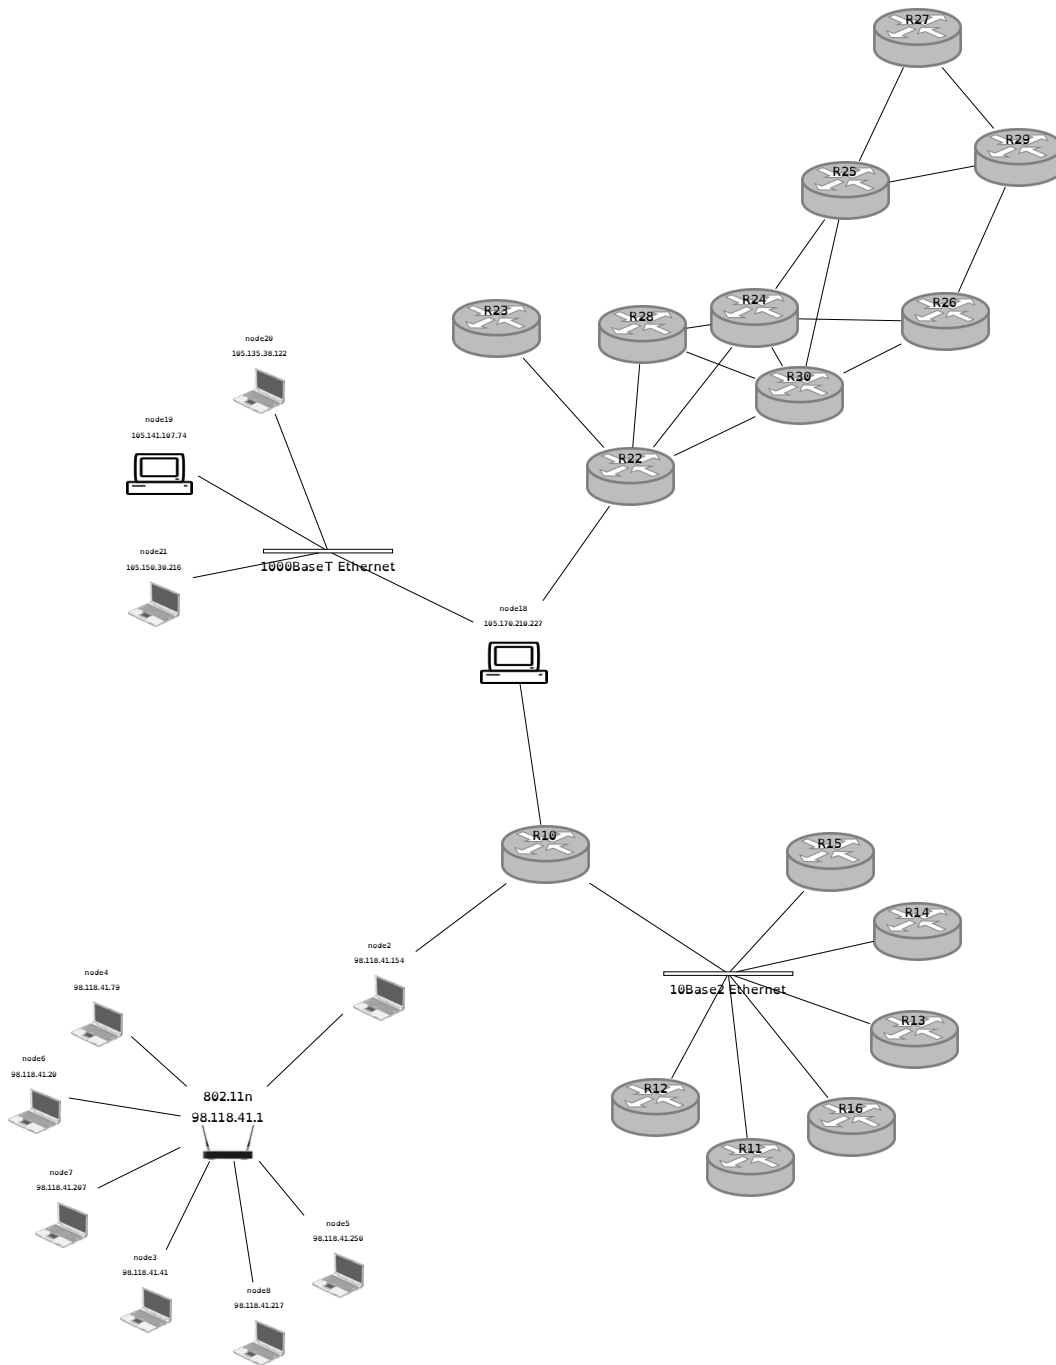 R27
R29
R25
R24
R26
R23
R28
R30
R22
node20
105.135.38.122
node19
105.141.107.74
node21
105.150.30.216
1000BaseT Ethernet
node18
105.170.210.227
R10
R15
R14
R13
10Base2 Ethernet
R12
R16
R11
node2
98.118.41.154
node4
98.118.41.79
node6
98.118.41.20
802.11n
98.118.41.1
node7
98.118.41.207
node5
98.118.41.250
node3
98.118.41.41
node8
98.118.41.217